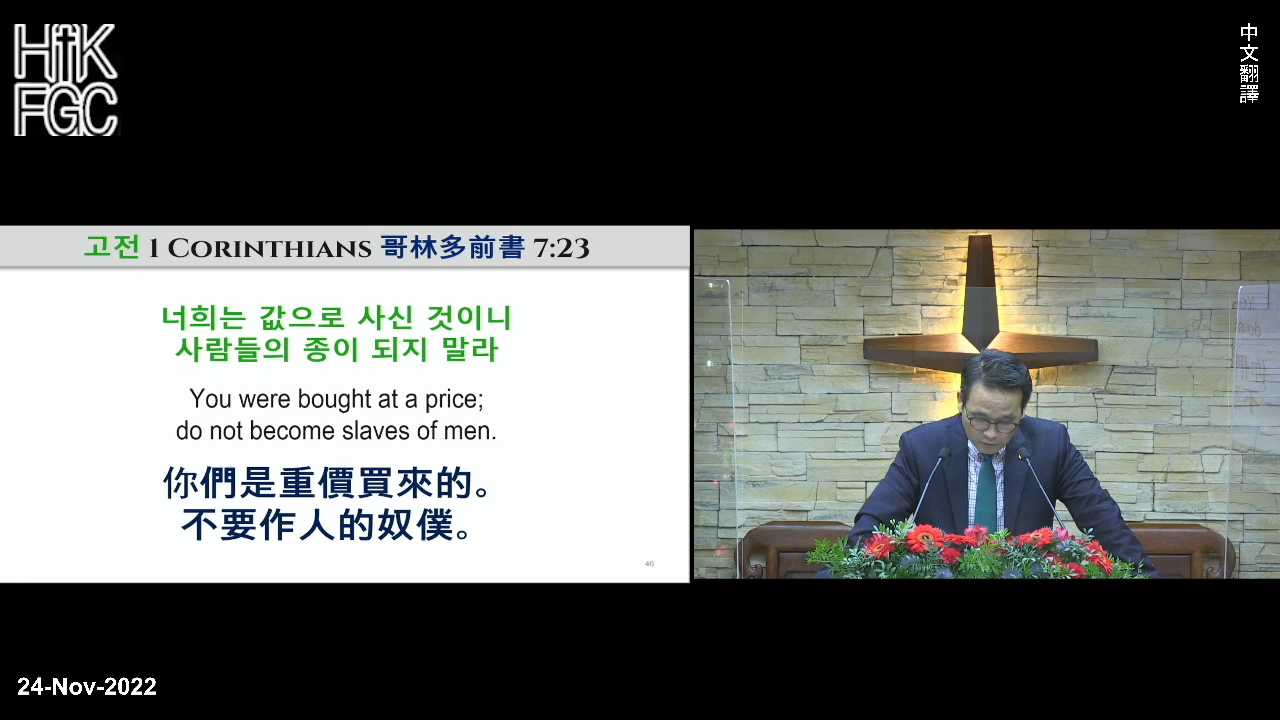 HfK
FGC
中文翻譯
고전 1 Corinthians 哥林多前書 7:23
너희는 값으로 사신 것이니
사람들의 종이 되지 말라
You were bought at a price;
do not become slaves of men.
你們是重價買來的。
不要作人的奴僕。
46
24-Nov-2022